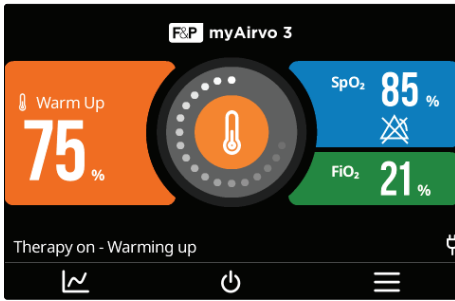 F&P myAirvo 3
Warm Up
75 %
SpO₂ 85 %
FiO₂ 21 %
Therapy on - Warming up